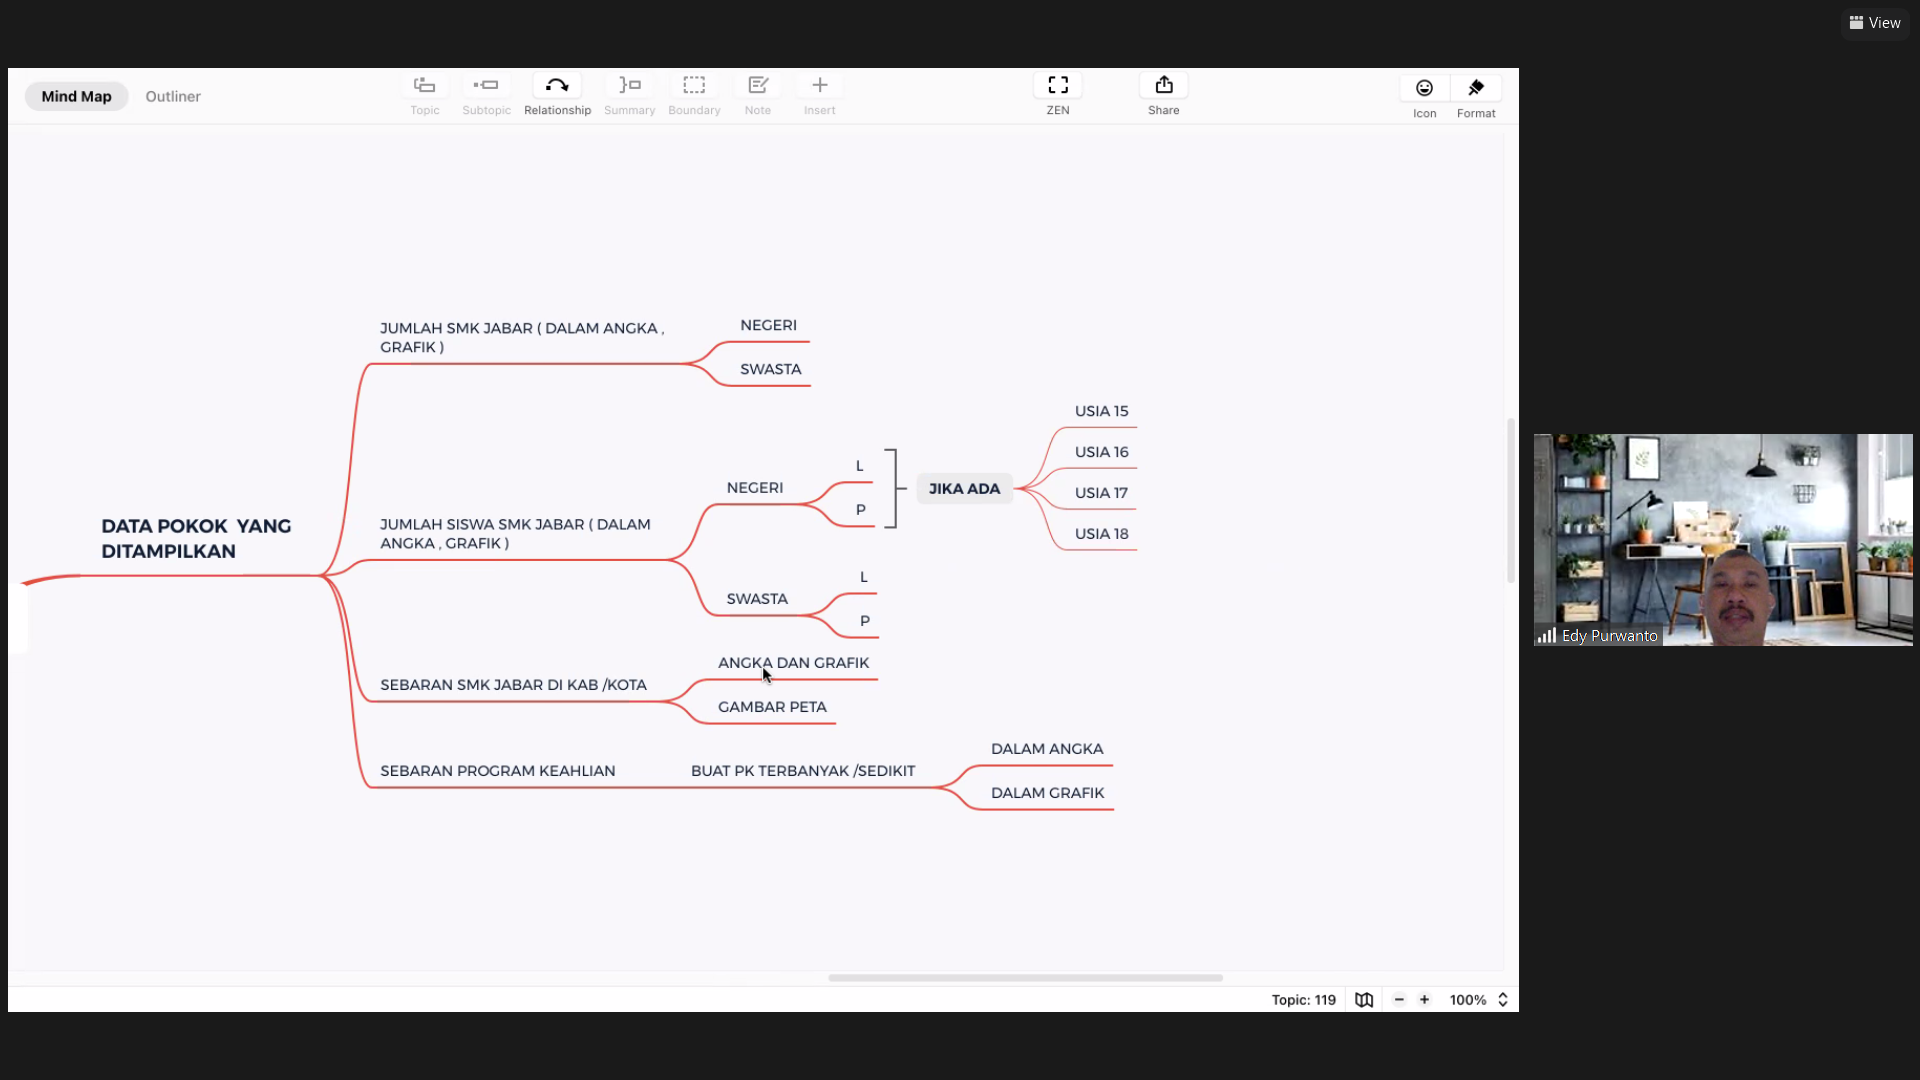 View
Mind Map
Outliner
Topic
Subtopic
Relationship
Summary
Boundary
Note
Insert
ZEN
Share
Icon
Format
DATA POKOK YANG
DITAMPILKAN
JUMLAH SMK JABAR ( DALAM ANGKA ,
GRAFIK )
NEGERI
SWASTA
JUMLAH SISWA SMK JABAR ( DALAM
ANGKA , GRAFIK )
NEGERI
L
P
JIKA ADA
USIA 15
USIA 16
USIA 17
USIA 18
SWASTA
L
P
SEBARAN SMK JABAR DI KAB /KOTA
ANGKA DAN GRAFIK
GAMBAR PETA
SEBARAN PROGRAM KEAHLIAN
BUAT PK TERBANYAK /SEDIKIT
DALAM ANGKA
DALAM GRAFIK
Edy Purwanto
Topic: 119
100%